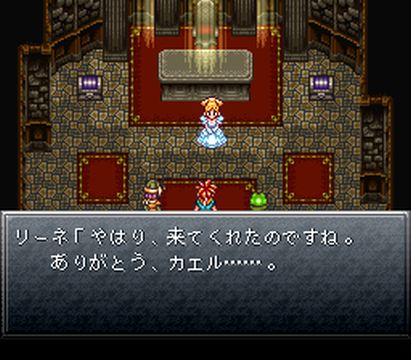 リーネ「やはり、来てくれたのですね。
ありがとう、カエル……。